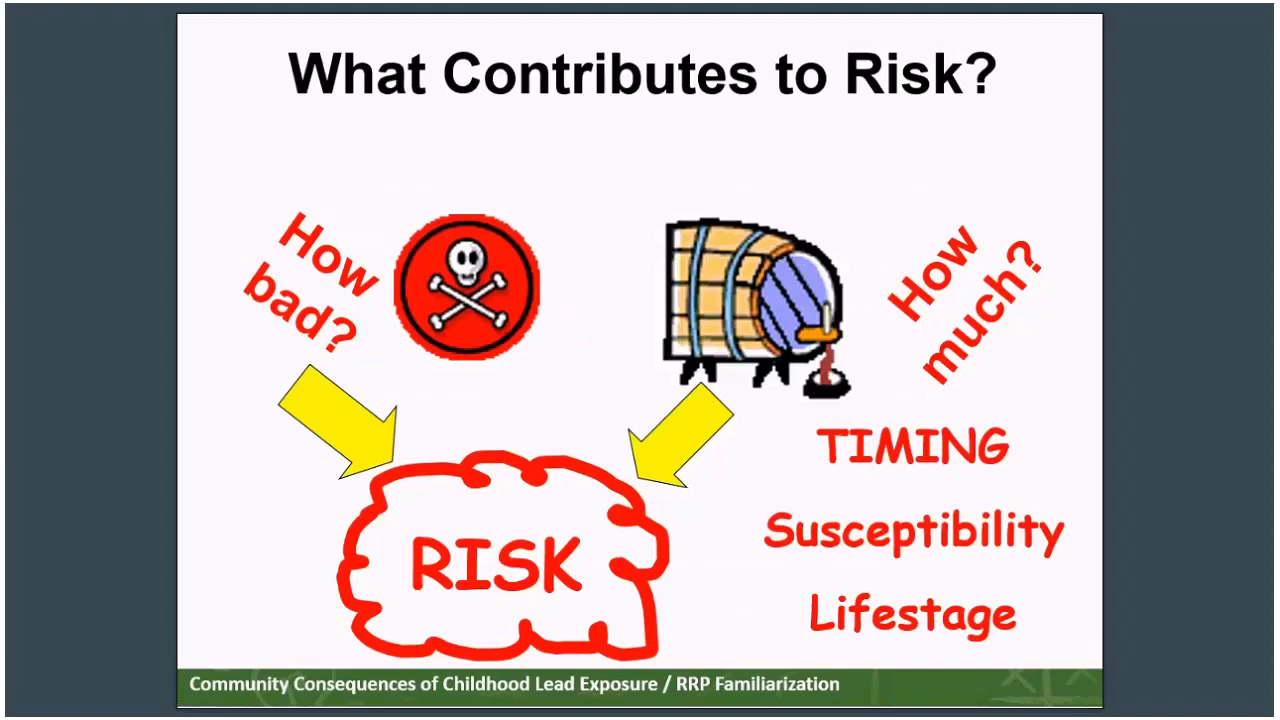 What Contributes to Risk?
How
bad?
How
much?
TIMING
Susceptibility
Lifestage
RISK
Community Consequences of Childhood Lead Exposure / RRP Familiarization